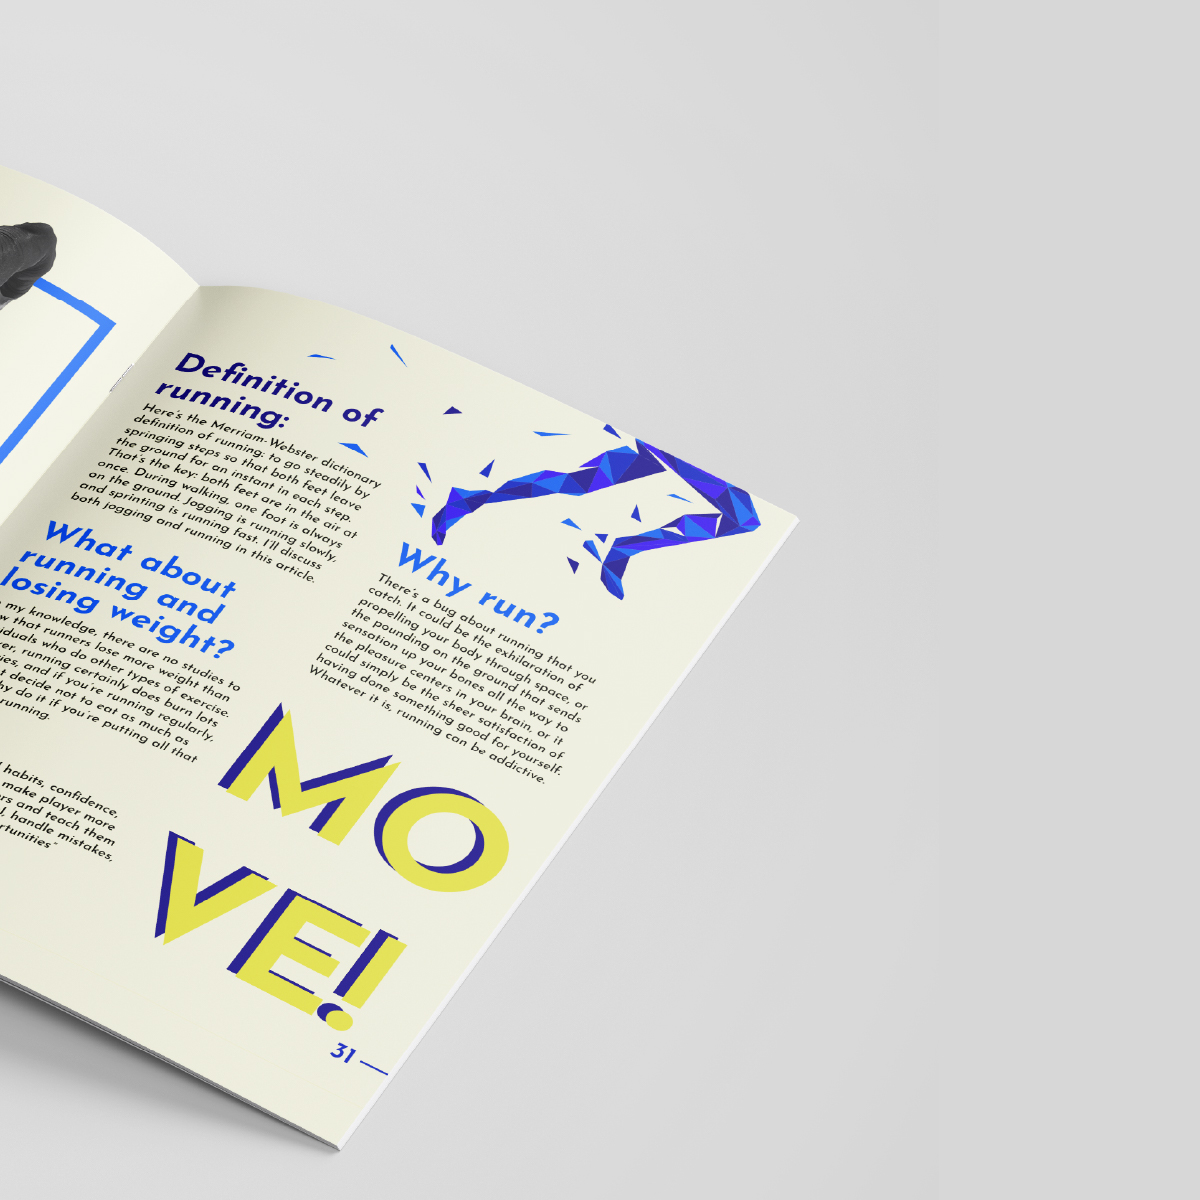 Definition of
running:
Here's the Merriam-Webster dictionary
definition of running: to go steadily by
springing steps so that both feet leave
the ground for an instant in each step.
That's the key: both feet are in the air at
once. During walking, one foot is always
on the ground. Jogging is running slowly,
and sprinting is running fast. I'll discuss
both jogging and running in this article.
What about
running and
losing weight?
my knowledge, there are no studies to
that runners lose more weight than
who do other types of exercise.
running certainly does burn lots
and if you're running regularly,
decide not to eat as much as
do it if you're putting all that
running.
habits, confidence,
make player more
and teach them
handle mistakes,
Why run?
There's a bug about running that you
catch. It could be the exhilaration of
propelling your body through space, or
the pounding on the ground that sends
sensation up your bones all the way to
the pleasure centers in your brain, or it
could simply be the sheer satisfaction of
having done something good for yourself.
Whatever it is, running can be addictive.
MO
VE!
31